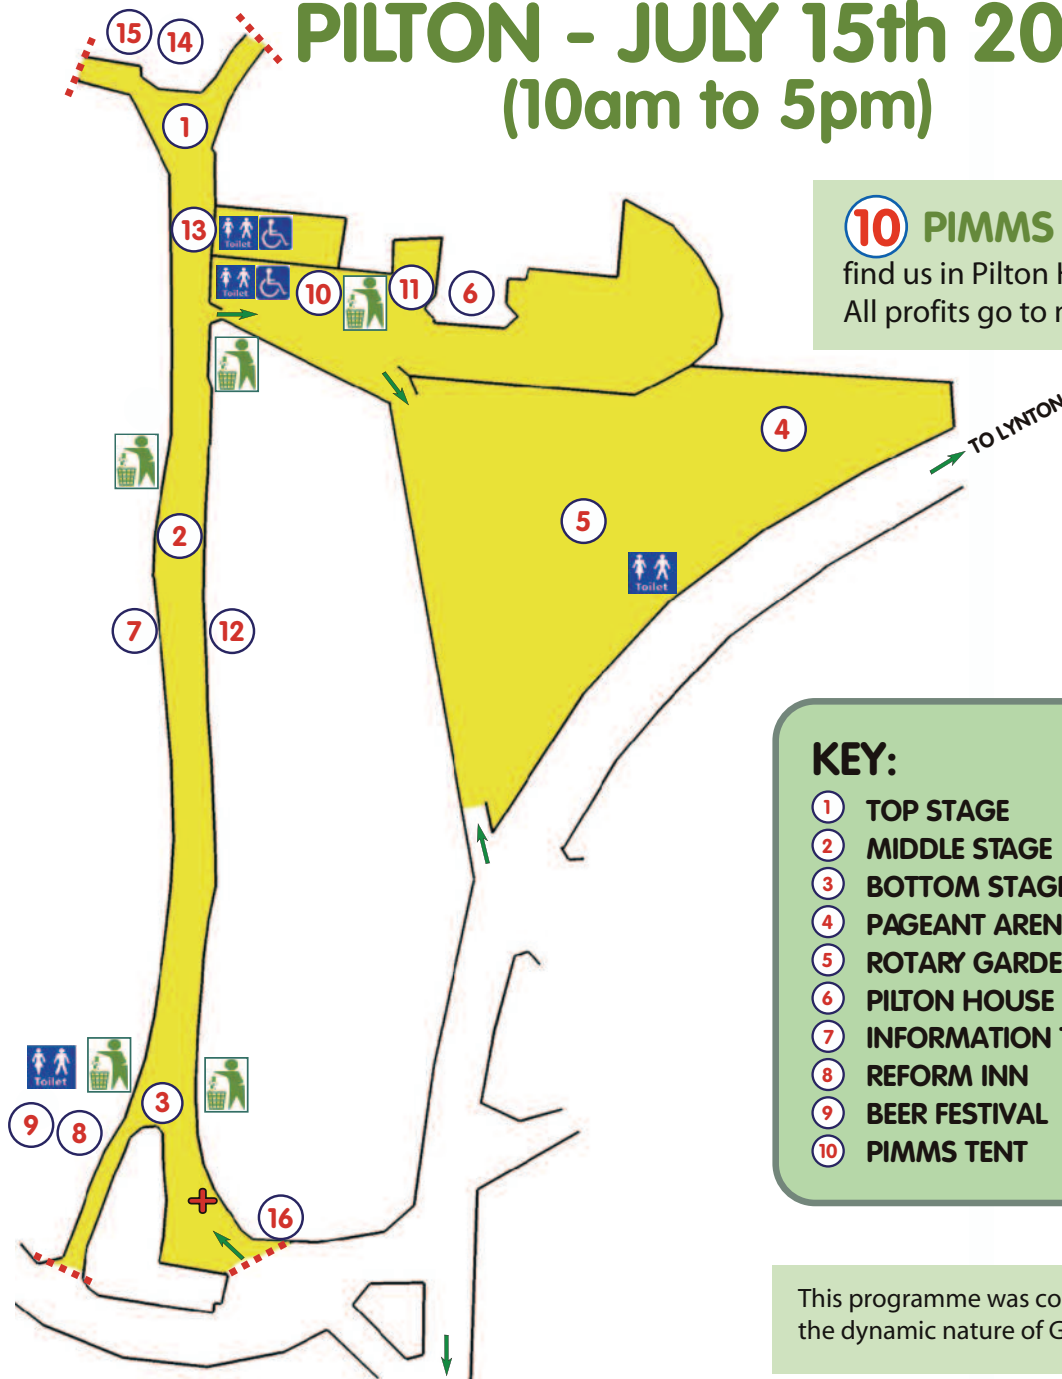 PILTON - JULY 15th 20
(10am to 5pm)
15
14
1
13
Toilet
Toilet
10
11
6
10 PIMMS
find us in Pilton H
All profits go to
4
TO LYNTON
5
Toilet
2
7
12
KEY:
1 TOP STAGE
2 MIDDLE STAGE
3 BOTTOM STAGE
4 PAGEANT AREN
5 ROTARY GARDE
6 PILTON HOUSE
7 INFORMATION T
8 REFORM INN
9 BEER FESTIVAL
10 PIMMS TENT
Toilet
3
9
8
16
This programme was co
the dynamic nature of G